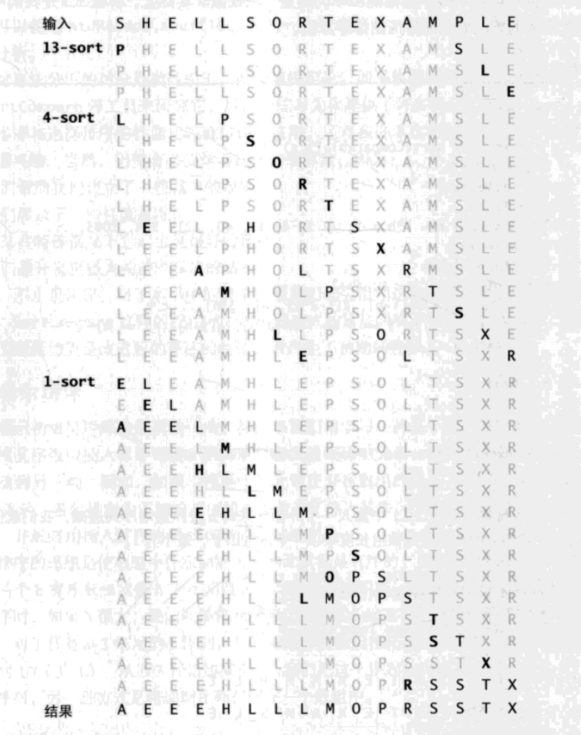 输入 S H E L L S O R T E X A M P L E
13-sort P H E L L S O R T E X A M S L E
P H E L L S O R T E X A M S L E
P H E L L S O R T E X A M S L E
4-sort L H E L P S O R T E X A M S L E
L H E L P S O R T E X A M S L E
L H E L P S O R T E X A M S L E
L H E L P S O R T E X A M S L E
L H E L P S O R T E X A M S L E
L E E L P H O R T S X A M S L E
L E E L P H O R T S X A M S L E
L E E A P H O L T S X R M S L E
L E E A M H O L P S X R T S L E
L E E A M H O L P S X R T S L E
L E E A M H L L P S O R T S X E
L E E A M H L E P S O L T S X R
1-sort E L E A M H L E P S O L T S X R
E E L A M H L E P S O L T S X R
A E E L M H L E P S O L T S X R
A E E L M H L E P S O L T S X R
A E E H L M L E P S O L T S X R
A E E H L L M E P S O L T S X R
A E E E H L L M P S O L T S X R
A E E E H L L M P S O L T S X R
A E E E H L L M P S O L T S X R
A E E E H L L M O P S L T S X R
A E E E H L L L M O P S T S X R
A E E E H L L L M O P S T S X R
A E E E H L L L M O P S S T X R
A E E E H L L L M O P S S T X R
A E E E H L L L M O P R S S T X
结果 A E E E H L L L M O P R S S T X